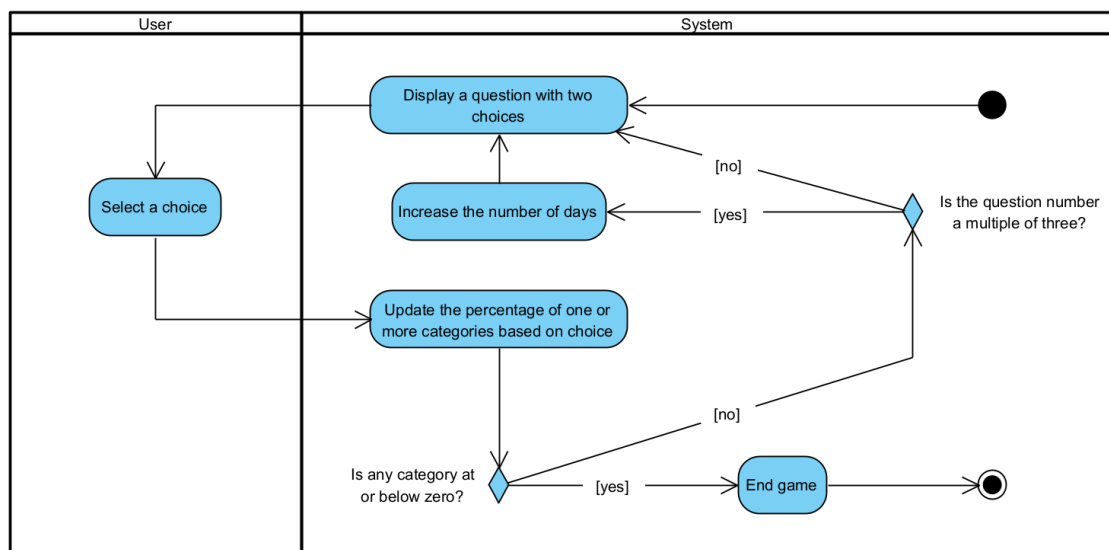 User
System
Display a question with two
choices
[no]
Select a choice
Increase the number of days
[yes]
Is the question number
a multiple of three?
Update the percentage of one or
more categories based on choice
[no]
Is any category at
or below zero?
[yes]
End game